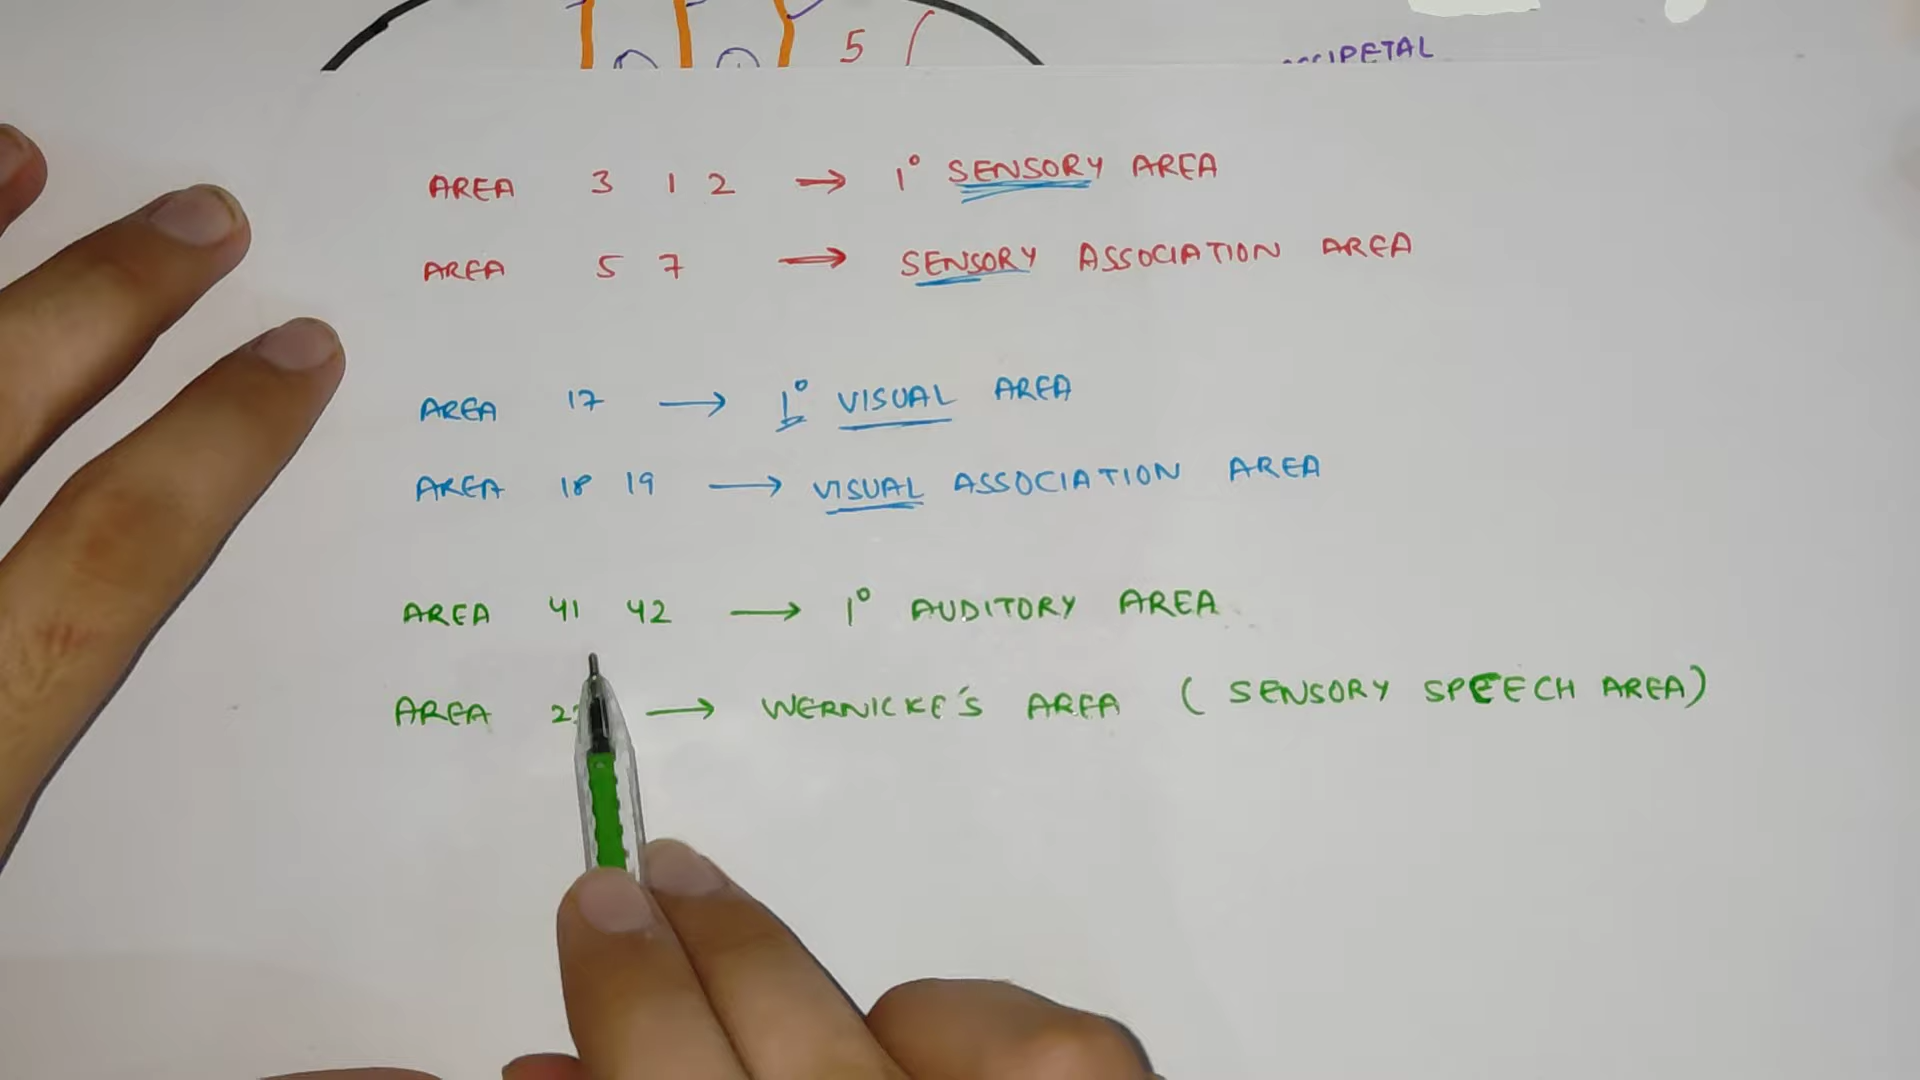 5
AREA 3 1 2 → 1° SENSORY AREA
AREA 5 7 → SENSORY ASSOCIATION AREA
AREA 17 → 1° VISUAL AREA
AREA 18 19 → VISUAL ASSOCIATION AREA
AREA 41 42 → 1° AUDITORY AREA
AREA → WERNICKE'S AREA (SENSORY SPEECH AREA)